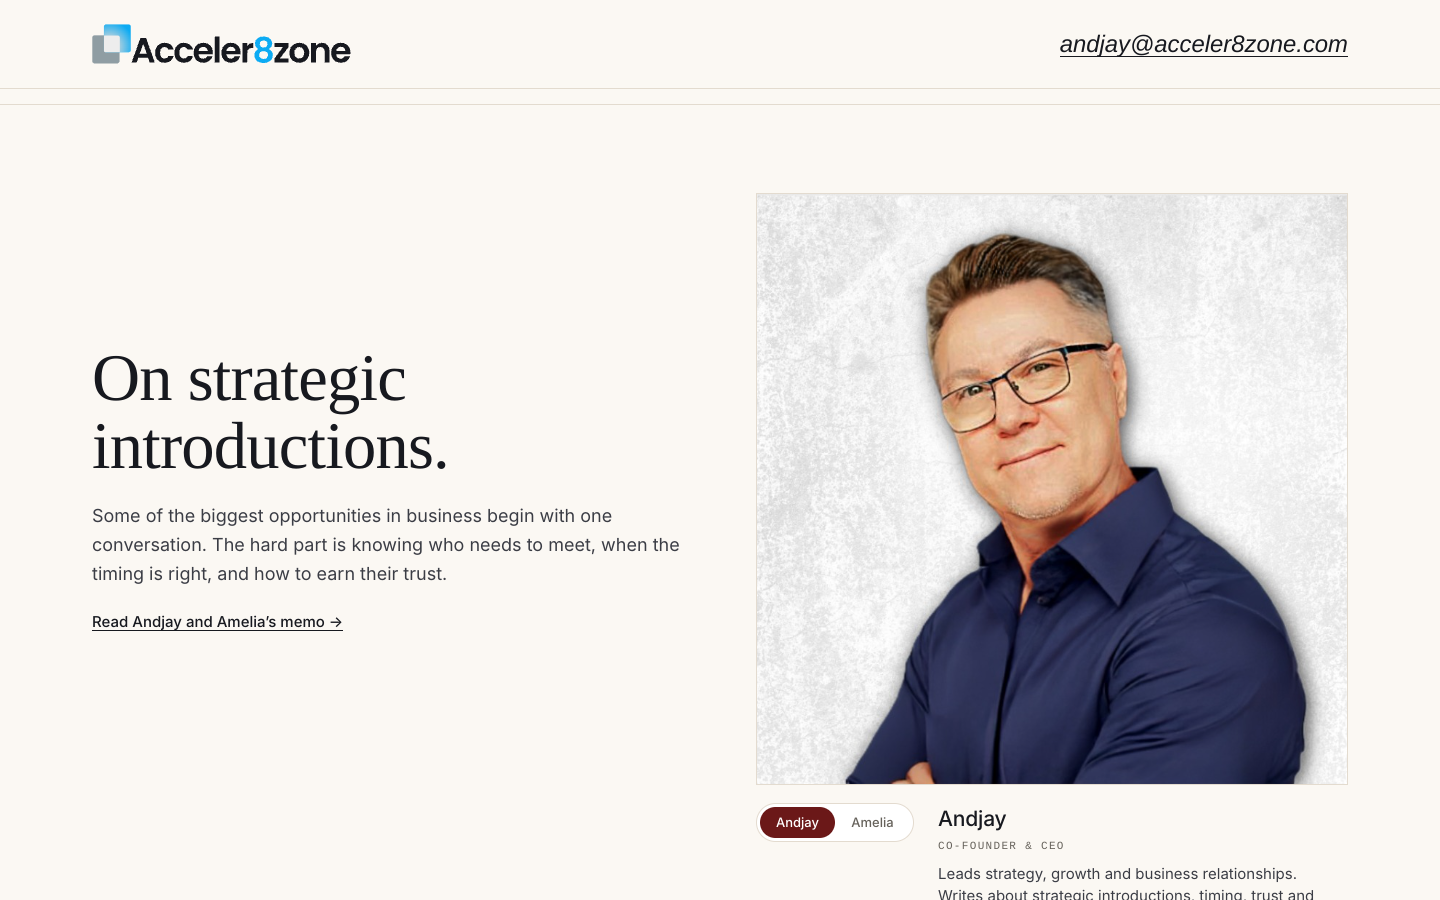 Acceler8zone
andjay@acceler8zone.com
On strategic
introductions.
Some of the biggest opportunities in business begin with one
conversation. The hard part is knowing who needs to meet, when the
timing is right, and how to earn their trust.
Read Andjay and Amelia’s memo →
Andjay
Amelia
Andjay
CO-FOUNDER & CEO
Leads strategy, growth and business relationships.
Writes about strategic introductions, timing, trust and